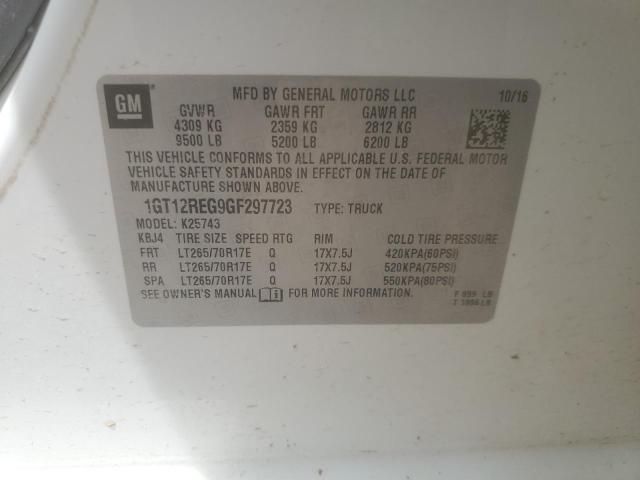 GM
MFD BY GENERAL MOTORS LLC 10/16
GVWR GAWR FRT GAWR RR
4309 KG 2359 KG 2812 KG
9500 LB 5200 LB 6200 LB
THIS VEHICLE CONFORMS TO ALL APPLICABLE U.S. FEDERAL MOTOR
VEHICLE SAFETY STANDARDS IN EFFECT ON THE DATE OF
MANUFACTURE SHOWN ABOVE.
1GT12REG9GF297723 TYPE: TRUCK
MODEL: K25743
KBJ4 TIRE SIZE SPEED RTG RIM COLD TIRE PRESSURE
FRT LT265/70R17E Q 17X7.5J 420KPA(60PSI)
RR LT265/70R17E Q 17X7.5J 520KPA(75PSI)
SPA LT265/70R17E Q 17X7.5J 550KPA(80PSI)
SEE OWNER'S MANUAL FOR MORE INFORMATION.
F 899 LB
LB